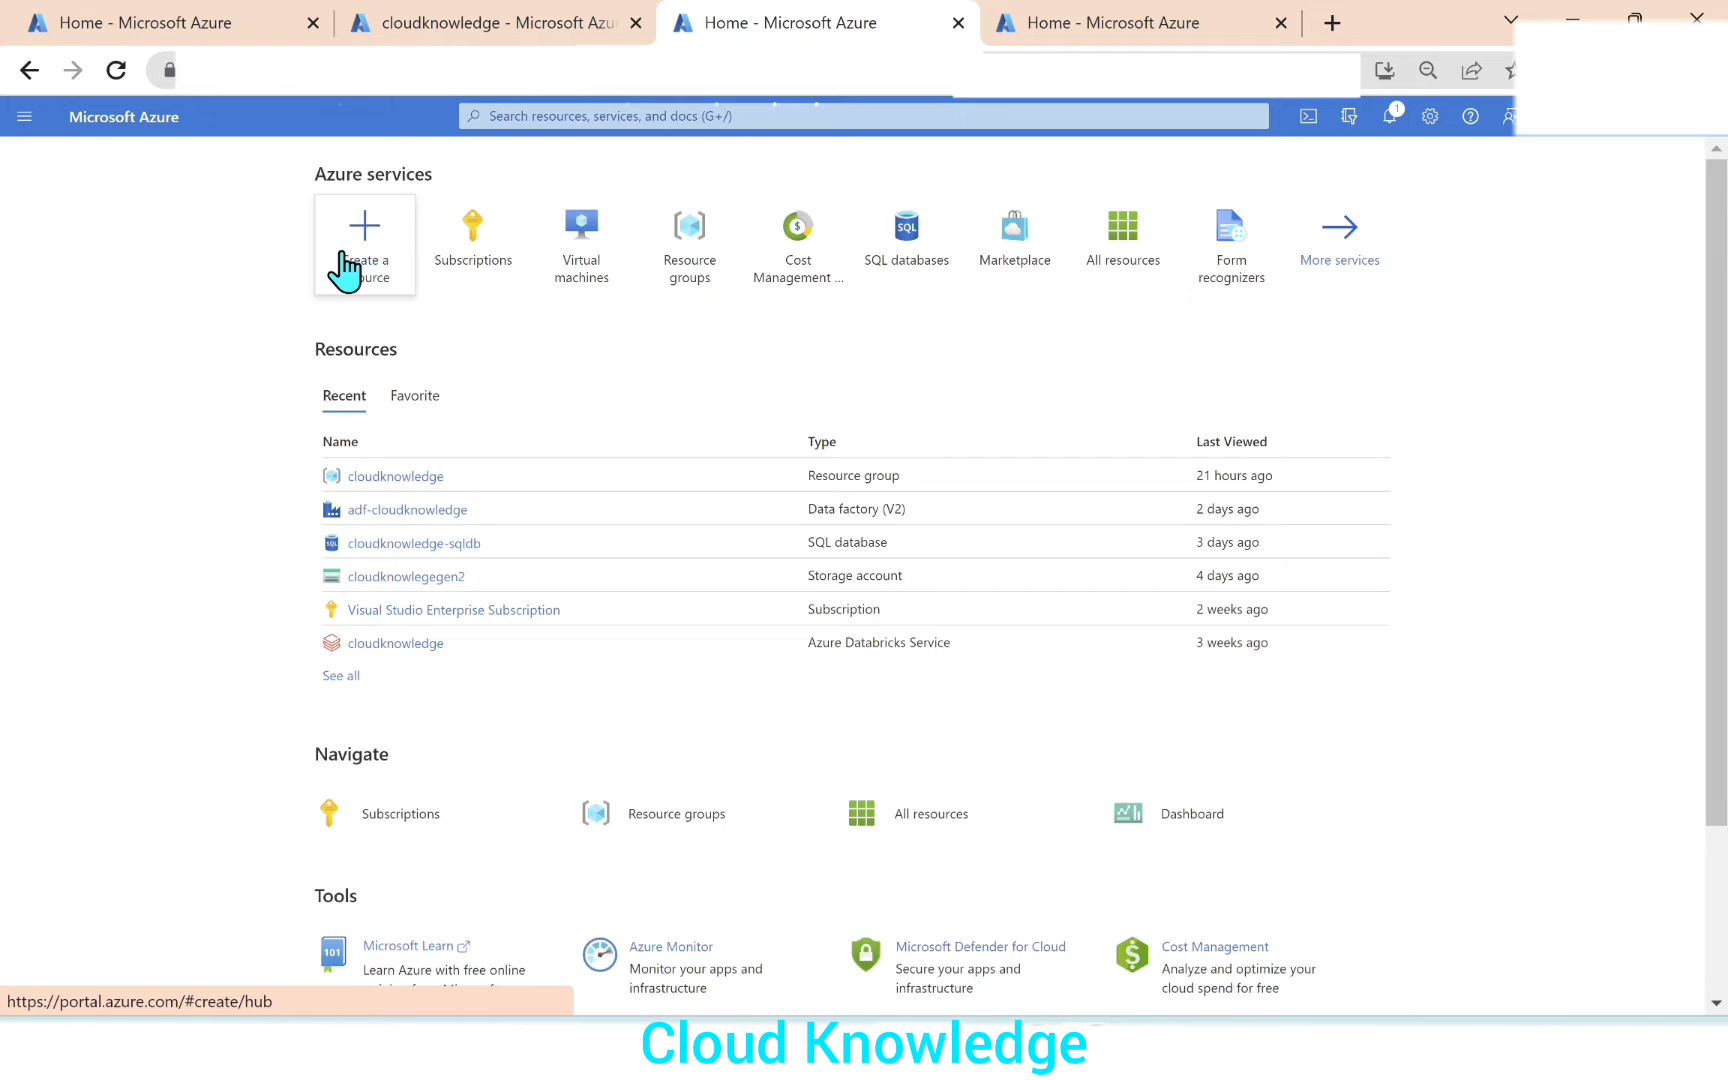 Home - Microsoft Azure
cloudknowledge - Microsoft Azu
Home - Microsoft Azure
Home - Microsoft Azure
Microsoft Azure
Search resources, services, and docs (G+/)
1
Azure services
Create a
resource
Subscriptions
Virtual
machines
Resource
groups
Cost
Management ...
SQL
SQL databases
Marketplace
All resources
Form
recognizers
More services
Resources
Recent
Favorite
Name
Type
Last Viewed
cloudknowledge
Resource group
21 hours ago
adf-cloudknowledge
Data factory (V2)
2 days ago
SQL
cloudknowledge-sqldb
SQL database
3 days ago
cloudknowlegegen2
Storage account
4 days ago
Visual Studio Enterprise Subscription
Subscription
2 weeks ago
cloudknowledge
Azure Databricks Service
3 weeks ago
See all
Navigate
Subscriptions
Resource groups
All resources
Dashboard
Tools
101
Microsoft Learn
Learn Azure with free online
Azure Monitor
Monitor your apps and
infrastructure
Microsoft Defender for Cloud
Secure your apps and
infrastructure
Cost Management
Analyze and optimize your
cloud spend for free
https://portal.azure.com/#create/hub
Cloud Knowledge